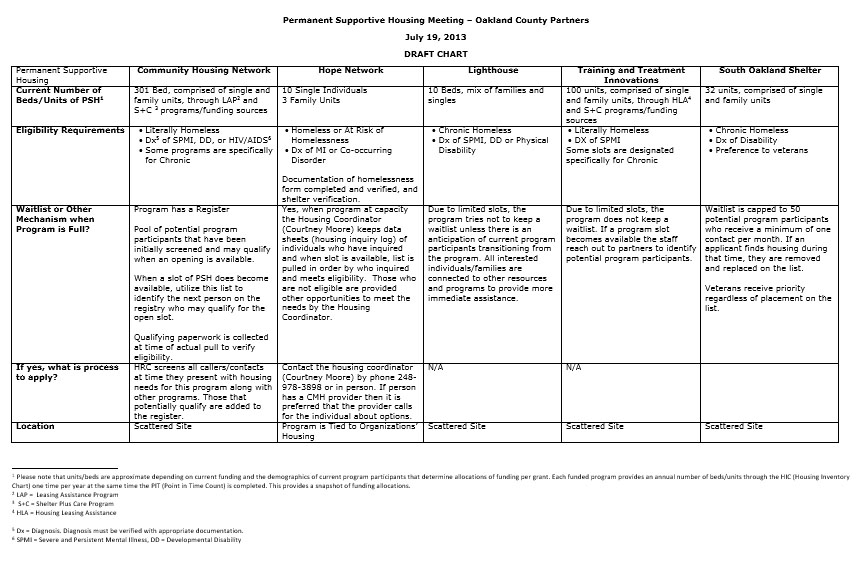 Permanent Supportive Housing Meeting – Oakland County Partners
July 19, 2013
DRAFT CHART
Permanent Supportive
Housing
Community Housing Network
Hope Network
Lighthouse
Training and Treatment
Innovations
South Oakland Shelter
Current Number of
Beds/Units of PSH¹
301 Bed, comprised of single and
family units, through LAP² and
S+C ³ programs/funding sources
10 Single Individuals
3 Family Units
10 Beds, mix of families and
singles
100 units, comprised of single
and family units, through HLA⁴
and S+C programs/funding
sources
32 units, comprised of single
and family units
Eligibility Requirements
• Literally Homeless
• Dx⁵ of SPMI, DD, or HIV/AIDS⁶
• Some programs are specifically
for Chronic
• Homeless or At Risk of
Homelessness
• Dx of MI or Co-occurring
Disorder
Documentation of homelessness
form completed and verified, and
shelter verification.
• Chronic Homeless
• Dx of SPMI, DD or Physical
Disability
• Literally Homeless
• DX of SPMI
Some slots are designated
specifically for Chronic
• Chronic Homeless
• Dx of Disability
• Preference to veterans
Waitlist or Other
Mechanism when
Program is Full?
Program has a Register
Pool of potential program
participants that have been
initially screened and may qualify
when an opening is available.
When a slot of PSH does become
available, utilize this list to
identify the next person on the
registry who may qualify for the
open slot.
Qualifying paperwork is collected
at time of actual pull to verify
eligibility.
Yes, when program at capacity
the Housing Coordinator
(Courtney Moore) keeps data
sheets (housing inquiry log) of
individuals who have inquired
and when slot is available, list is
pulled in order by who inquired
and meets eligibility. Those who
are not eligible are provided
other opportunities to meet the
needs by the Housing
Coordinator.
Due to limited slots, the
program tries not to keep a
waitlist unless there is an
anticipation of current program
participants transitioning from
the program. All interested
individuals/families are
connected to other resources
and programs to provide more
immediate assistance.
Due to limited slots, the
program does not keep a
waitlist. If a program slot
becomes available the staff
reach out to partners to identify
potential program participants.
Waitlist is capped to 50
potential program participants
who receive a minimum of one
contact per month. If an
applicant finds housing during
that time, they are removed
and replaced on the list.
Veterans receive priority
regardless of placement on the
list.
If yes, what is process
to apply?
HRC screens all callers/contacts
at time they present with housing
needs for this program along with
other programs. Those that
potentially qualify are added to
the register.
Contact the housing coordinator
(Courtney Moore) by phone 248-
978-3898 or in person. If person
has a CMH provider then it is
preferred that the provider calls
for the individual about options.
N/A
N/A
Location
Scattered Site
Program is Tied to Organizations'
Housing
Scattered Site
Scattered Site
Scattered Site
¹ Please note that units/beds are approximate depending on current funding and the demographics of current program participants that determine allocations of funding per grant. Each funded program provides an annual number of beds/units through the HIC (Housing Inventory
Chart) one time per year at the same time the PIT (Point in Time Count) is completed. This provides a snapshot of funding allocations.
² LAP = Leasing Assistance Program
³ S+C = Shelter Plus Care Program
⁴ HLA = Housing Leasing Assistance
⁵ Dx = Diagnosis. Diagnosis must be verified with appropriate documentation.
⁶ SPMI = Severe and Persistent Mental Illness, DD = Developmental Disability